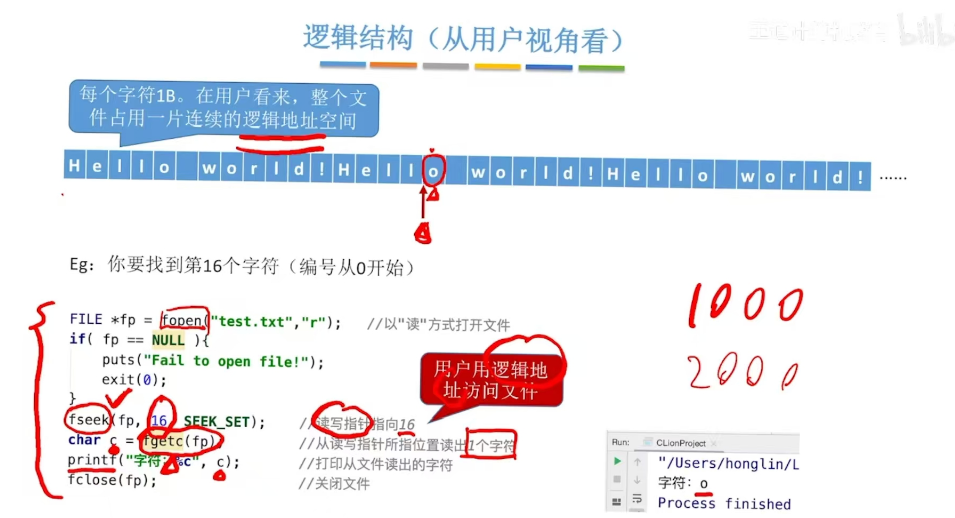 逻辑结构（从用户视角看）
bilibili
每个字符1B。在用户看来，整个文
件占用一片连续的逻辑地址空间
Hello world!Hello world!Hello world! ......
Eg：你要找到第16个字符（编号从0开始）
1000
2000
FILE *fp = fopen("test.txt","r"); //以"读"方式打开文件
if( fp == NULL ){
puts("Fail to open file!");
exit(0);
}
用户用逻辑地
址访问文件
fseek(fp, 16, SEEK_SET); //读写指针指向16
char c = fgetc(fp); //从读写指针所指位置读出1个字符
printf("字符：%c", c); //打印从文件读出的字符
fclose(fp); //关闭文件
Run: CLionProject ×
"/Users/honglin/L
字符：o
Process finished